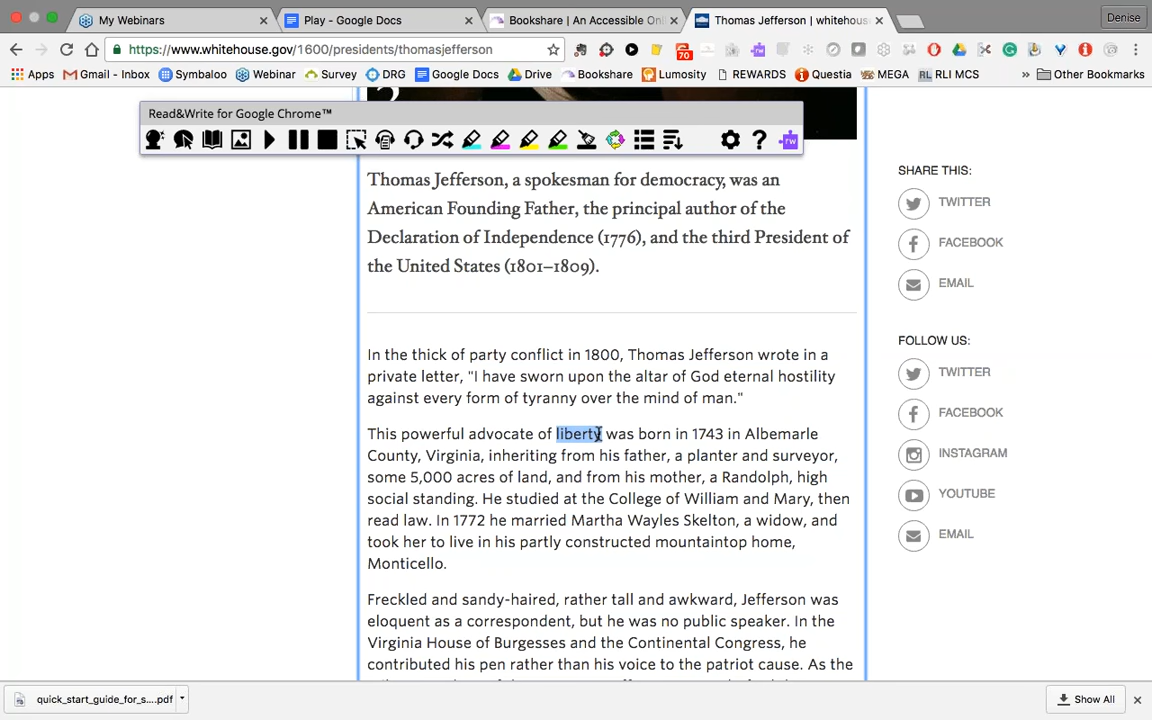 My Webinars
Play - Google Docs
Bookshare | An Accessible Onl
Thomas Jefferson | whitehous
Denise
https://www.whitehouse.gov/1600/presidents/thomasjefferson
70
Apps
Gmail - Inbox
Symbaloo
Webinar
Survey
DRG
Google Docs
Drive
Bookshare
Lumosity
REWARDS
Questia
MEGA
RL RLI MCS
»
Other Bookmarks
Read&Write for Google Chrome™
rw
Thomas Jefferson, a spokesman for democracy, was an
American Founding Father, the principal author of the
Declaration of Independence (1776), and the third President of
the United States (1801–1809).
In the thick of party conflict in 1800, Thomas Jefferson wrote in a
private letter, "I have sworn upon the altar of God eternal hostility
against every form of tyranny over the mind of man."
This powerful advocate of liberty was born in 1743 in Albemarle
County, Virginia, inheriting from his father, a planter and surveyor,
some 5,000 acres of land, and from his mother, a Randolph, high
social standing. He studied at the College of William and Mary, then
read law. In 1772 he married Martha Wayles Skelton, a widow, and
took her to live in his partly constructed mountaintop home,
Monticello.
Freckled and sandy-haired, rather tall and awkward, Jefferson was
eloquent as a correspondent, but he was no public speaker. In the
Virginia House of Burgesses and the Continental Congress, he
contributed his pen rather than his voice to the patriot cause. As the
SHARE THIS:
TWITTER
FACEBOOK
EMAIL
FOLLOW US:
TWITTER
FACEBOOK
INSTAGRAM
YOUTUBE
EMAIL
quick_start_guide_for_s....pdf
Show All